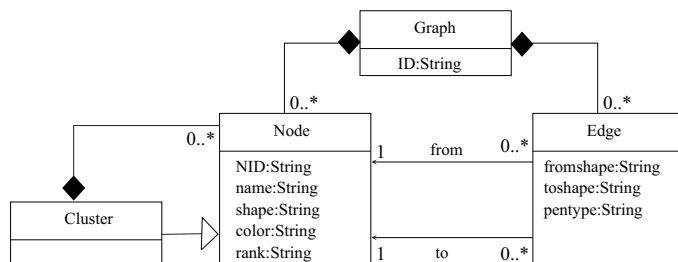 Graph
ID:String
0..*
0..*
0..*
Node
NID:String
name:String
shape:String
color:String
rank:String
1
from
0..*
1
to
0..*
Edge
fromshape:String
toshape:String
pentype:String
Cluster